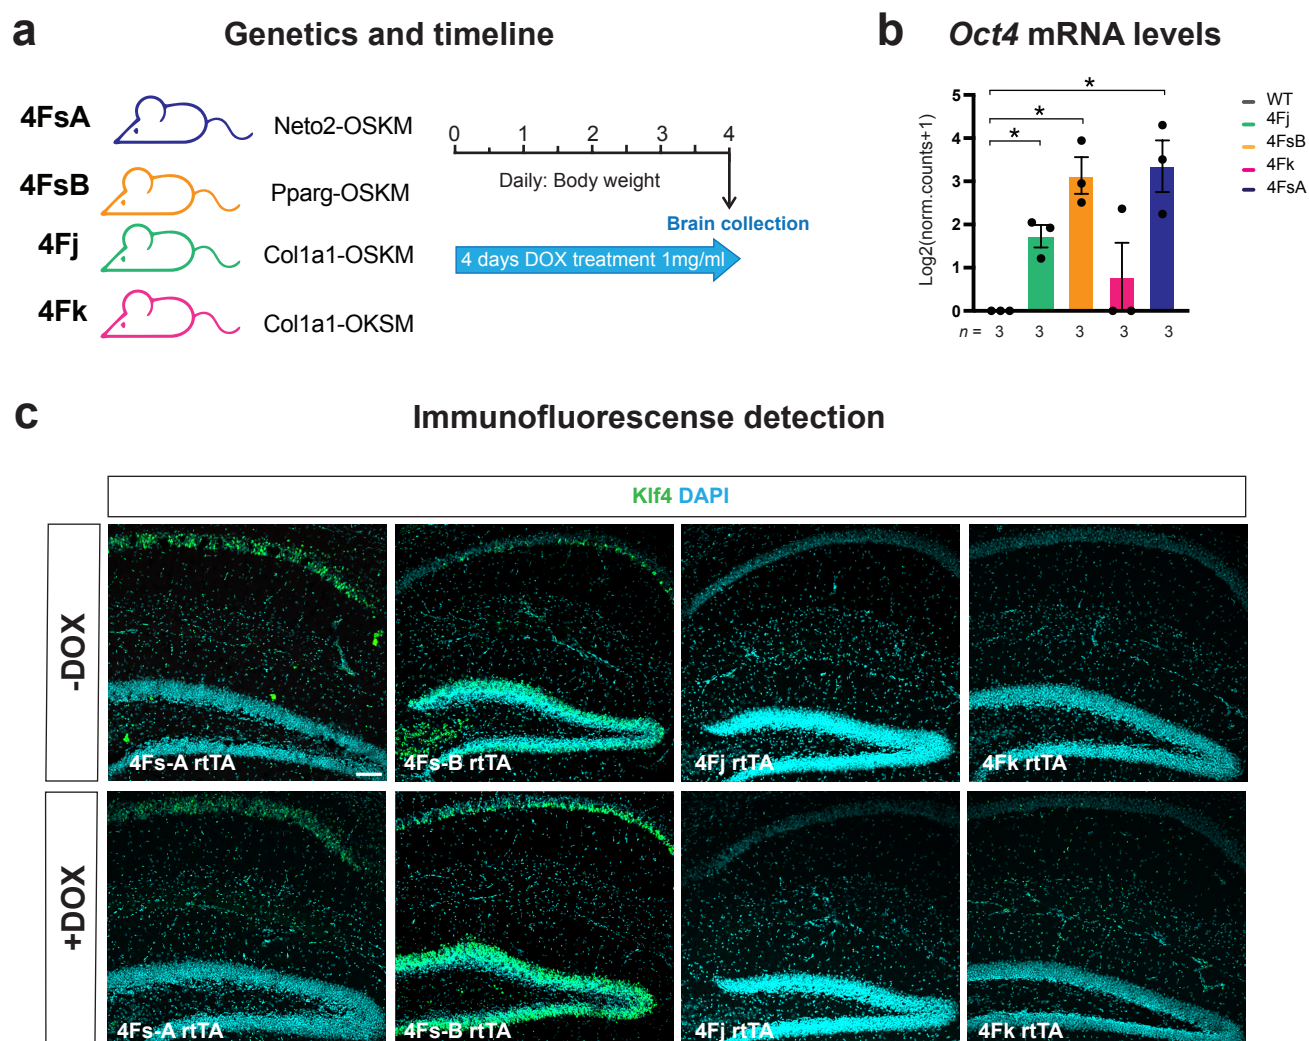 a
Genetics and timeline
4FsA
Neto2-OSKM
4FsB
Pparg-OSKM
4Fj
Col1a1-OSKM
4Fk
Col1a1-OKSM
0 1 2 3 4
Daily: Body weight
Brain collection
4 days DOX treatment 1mg/ml
b
Oct4 mRNA levels
Log2(norm.counts+1)
5
4
3
2
1
0
* 
*
*
n = 3 3 3 3 3
WT
4Fj
4FsB
4Fk
4FsA
c
Immunofluorescense detection
Klf4 DAPI
-DOX
4Fs-A rtTA
4Fs-B rtTA
4Fj rtTA
4Fk rtTA
+DOX
4Fs-A rtTA
4Fs-B rtTA
4Fj rtTA
4Fk rtTA